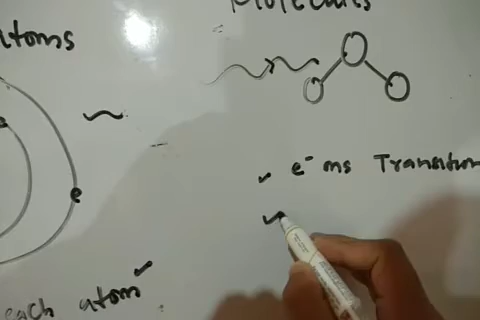 Atoms
Molecules
e
e⁻ ms Transition
each atom